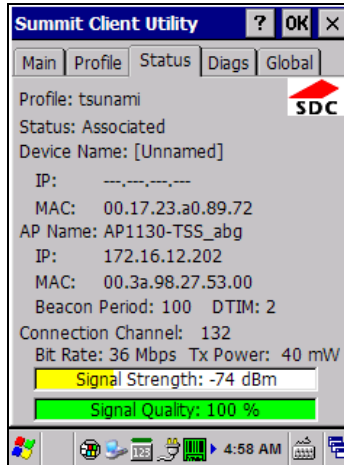 Summit Client Utility ? OK ×
Main Profile Status Diags Global
Profile: tsunami
SDC
Status: Associated
Device Name: [Unnamed]
IP: ---.---.---.---
MAC: 00.17.23.a0.89.72
AP Name: AP1130-TSS_abg
IP: 172.16.12.202
MAC: 00.3a.98.27.53.00
Beacon Period: 100 DTIM: 2
Connection Channel: 132
Bit Rate: 36 Mbps Tx Power: 40 mW
Signal Strength: -74 dBm
Signal Quality: 100 %
4:58 AM